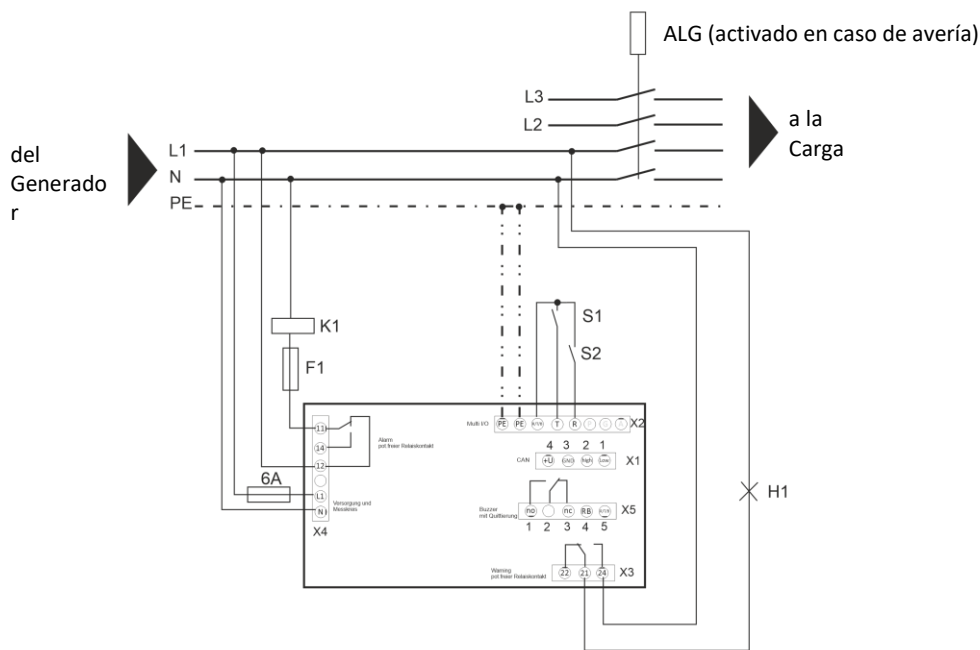 ALG (activado en caso de avería)
L3
L2
a la
Carga
del
Generado
r
L1
N
PE
K1
F1
S1
S2
Multi I/O
PE
PE
T
R
X2
11
14
12
Alarm
pot freier Relaiskontakt
4 3 2 1
CAN
+U
GND
high
Low
X1
6A
L1
N
Versorgung und
Messkreis
X4
Buzzer
mit Quittierung
no
nc
RB
X5
1 2 3 4 5
Warning
pot freier Relaiskontakt
22
21
24
X3
H1